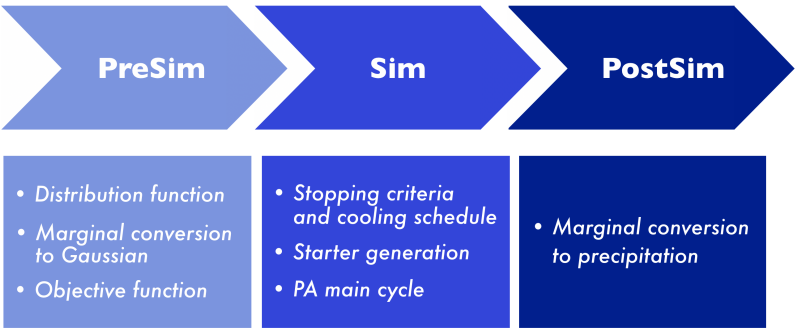 PreSim
Sim
PostSim
• Distribution function
• Marginal conversion
to Gaussian
• Objective function
• Stopping criteria
and cooling schedule
• Starter generation
• PA main cycle
• Marginal conversion
to precipitation